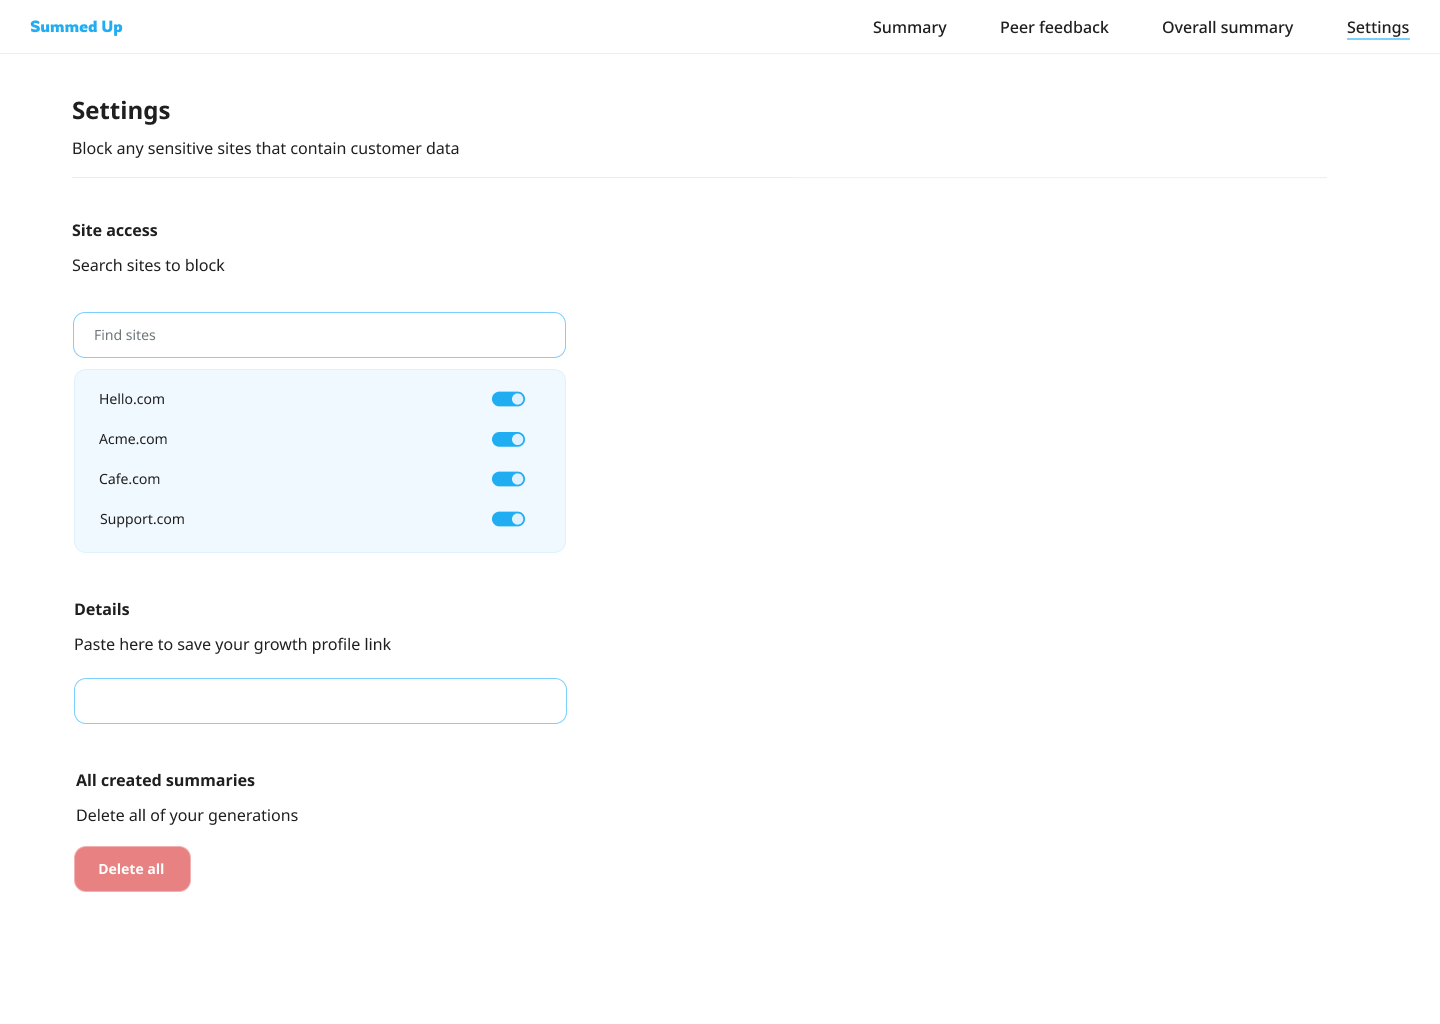 Summed Up
Summary
Peer feedback
Overall summary
Settings
Settings
Block any sensitive sites that contain customer data
Site access
Search sites to block
Find sites
Hello.com
Acme.com
Cafe.com
Support.com
Details
Paste here to save your growth profile link
All created summaries
Delete all of your generations
Delete all